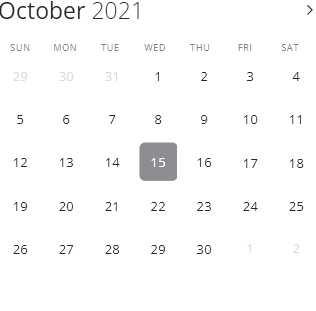 October 2021
SUN MON TUE WED THU FRI SAT
29 30 31 1 2 3 4
5 6 7 8 9 10 11
12 13 14 15 16 17 18
19 20 21 22 23 24 25
26 27 28 29 30 1 2